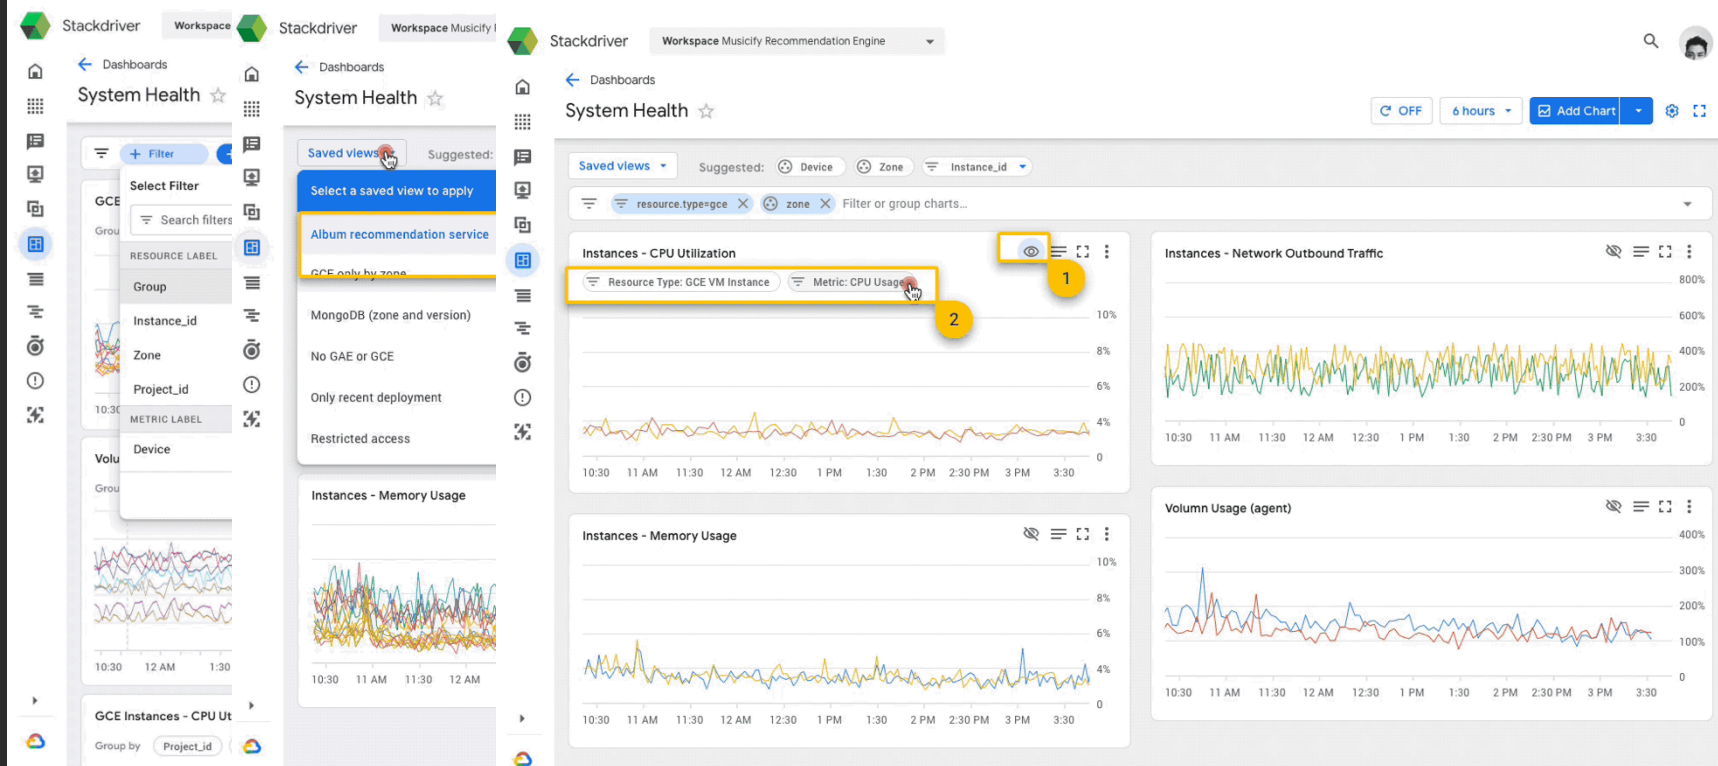 Stackdriver
Workspace
Dashboards
System Health
+ Filter
Select Filter
Search filters
RESOURCE LABEL
Group
Instance_id
Zone
Project_id
METRIC LABEL
Device
GCE
Grou
10:30
Volu
Grou
10:30 12 AM 1:30
GCE Instances - CPU Ut
Group by Project_id
Stackdriver
Workspace Musicify
Dashboards
System Health
Saved views
Suggested:
Select a saved view to apply
Album recommendation service
GCE only by zone
MongoDB (zone and version)
No GAE or GCE
Only recent deployment
Restricted access
Instances - Memory Usage
10:30 11 AM 11:30 12 AM
Stackdriver
Workspace Musicify Recommendation Engine
Dashboards
System Health
OFF
6 hours
Add Chart
Saved views
Suggested: Device Zone Instance_id
resource.type=gce zone Filter or group charts...
Instances - CPU Utilization
1
Resource Type: GCE VM Instance
Metric: CPU Usage
2
10%
8%
6%
4%
0
10:30 11 AM 11:30 12 AM 12:30 1 PM 1:30 2 PM 2:30 PM 3 PM 3:30
Instances - Network Outbound Traffic
800%
600%
400%
200%
0
10:30 11 AM 11:30 12 AM 12:30 1 PM 1:30 2 PM 2:30 PM 3 PM 3:30
Instances - Memory Usage
10%
8%
6%
4%
0
10:30 11 AM 11:30 12 AM 12:30 1 PM 1:30 2 PM 2:30 PM 3 PM 3:30
Volumn Usage (agent)
400%
300%
200%
100%
0
10:30 11 AM 11:30 12 AM 12:30 1 PM 1:30 2 PM 2:30 PM 3 PM 3:30